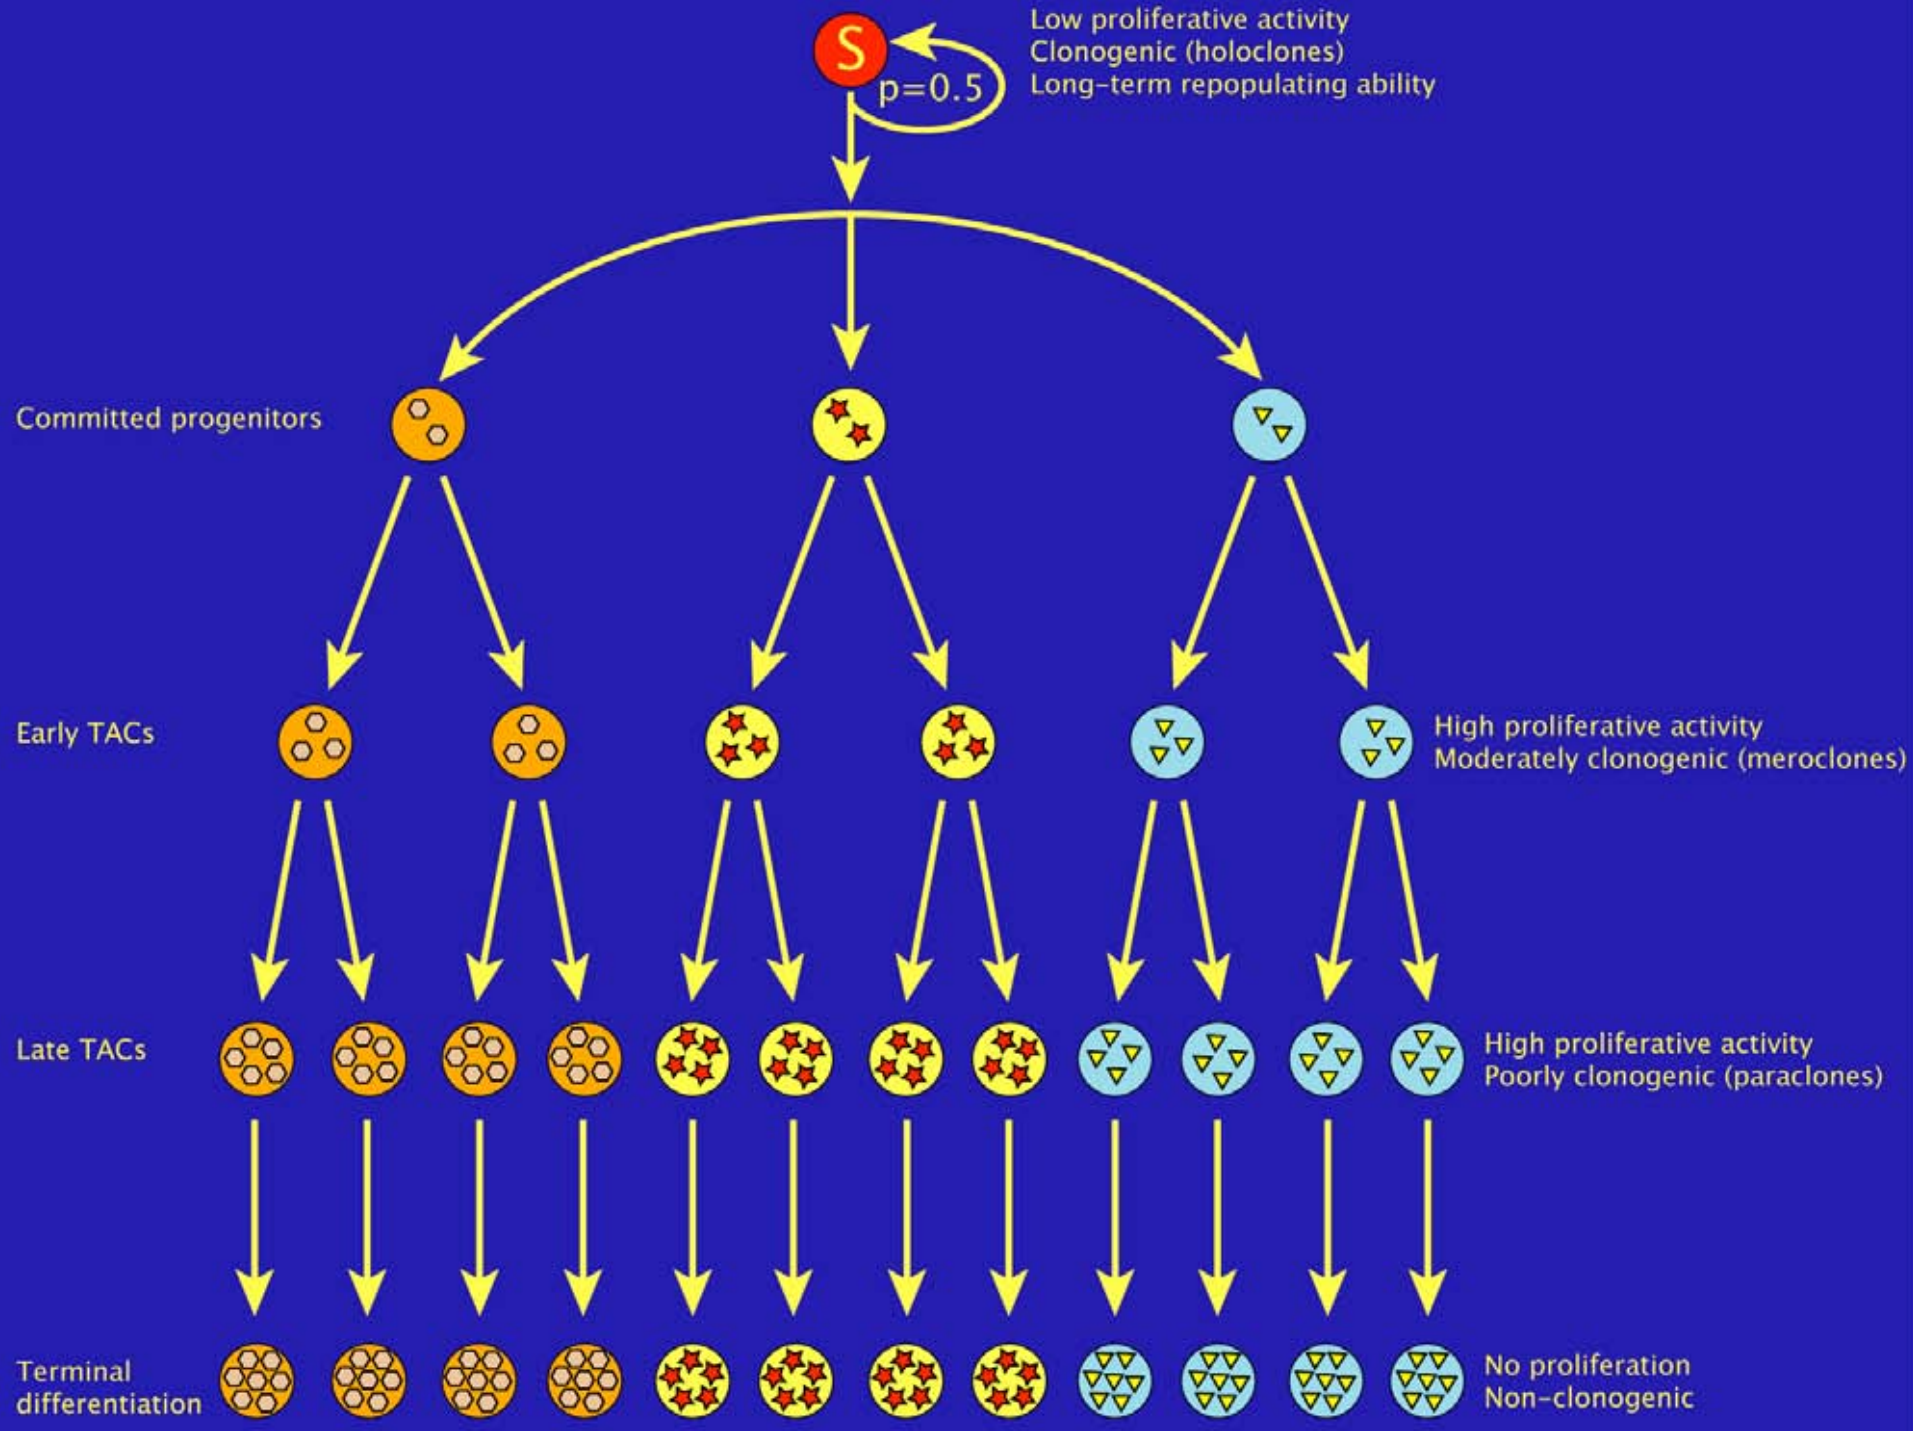 S
p=0.5
Low proliferative activity
Clonogenic (holoclones)
Long-term repopulating ability
Committed progenitors
Early TACs
High proliferative activity
Moderately clonogenic (meroclones)
Late TACs
High proliferative activity
Poorly clonogenic (paraclones)
Terminal
differentiation
No proliferation
Non-clonogenic